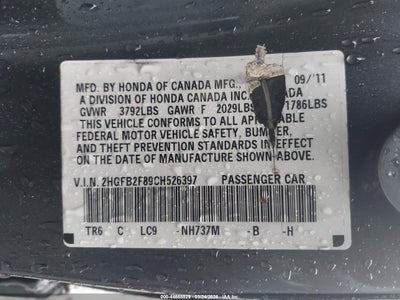 MFD. BY HONDA OF CANADA MFG., 09/'11
A DIVISION OF HONDA CANADA INC. CANADA
GVWR 3792LBS GAWR F 2029LBS 1786LBS
THIS VEHICLE CONFORMS TO ALL APPLICABLE
FEDERAL MOTOR VEHICLE SAFETY, BUMPER,
AND THEFT PREVENTION STANDARDS IN EFFECT
ON THE DATE OF MANUFACTURE SHOWN ABOVE.
V.I.N. 2HGFB2F89CH526397 PASSENGER CAR
TR6 C LC9 -NH737M -B -H